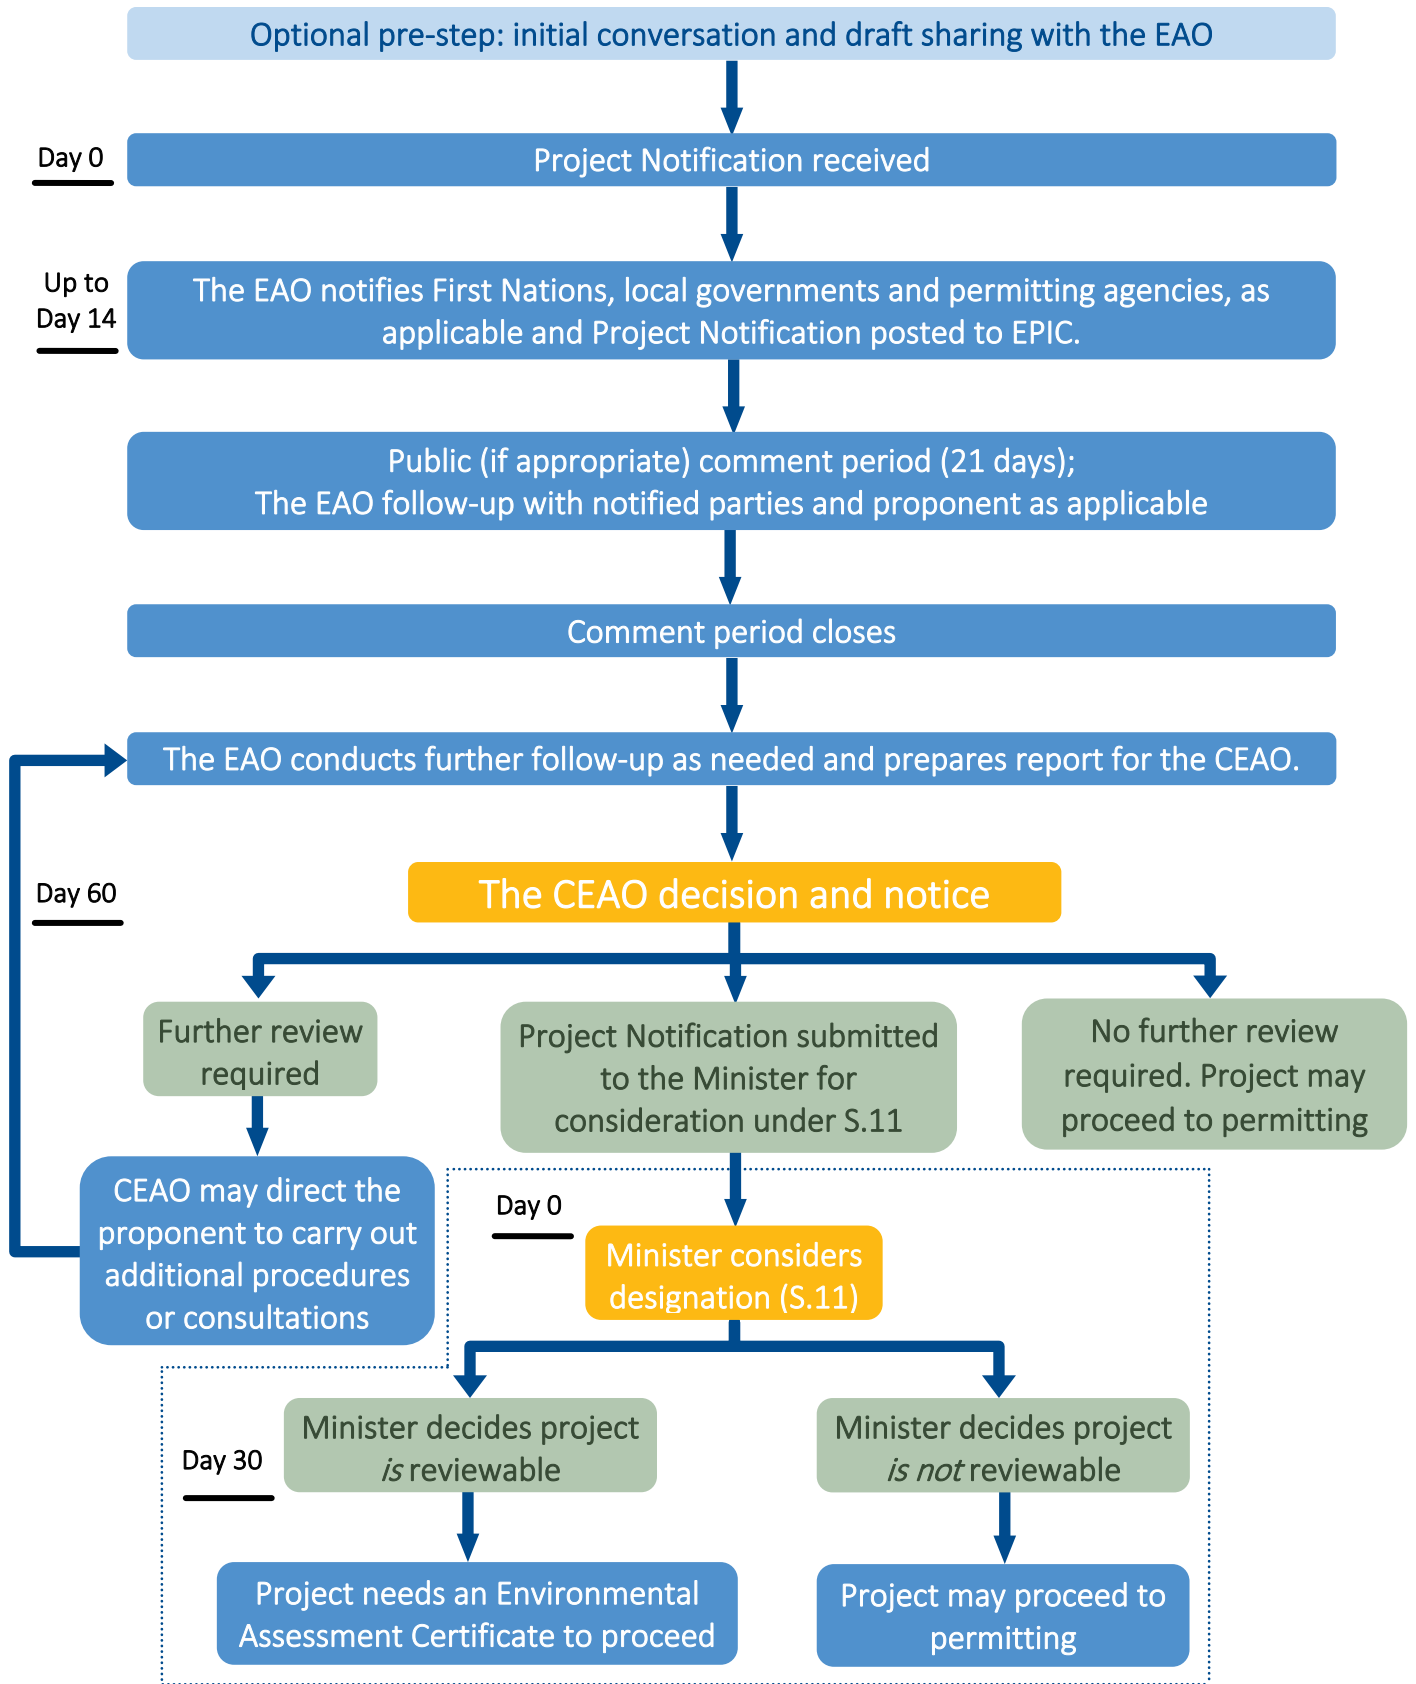 Optional pre-step: initial conversation and draft sharing with the EAO
Day 0
Project Notification received
Up to
Day 14
The EAO notifies First Nations, local governments and permitting agencies, as
applicable and Project Notification posted to EPIC.
Public (if appropriate) comment period (21 days);
The EAO follow-up with notified parties and proponent as applicable
Comment period closes
The EAO conducts further follow-up as needed and prepares report for the CEAO.
Day 60
The CEAO decision and notice
Further review
required
Project Notification submitted
to the Minister for
consideration under S.11
No further review
required. Project may
proceed to permitting
CEAO may direct the
proponent to carry out
additional procedures
or consultations
Day 0
Minister considers
designation (S.11)
Day 30
Minister decides project
is reviewable
Minister decides project
is not reviewable
Project needs an Environmental
Assessment Certificate to proceed
Project may proceed to
permitting